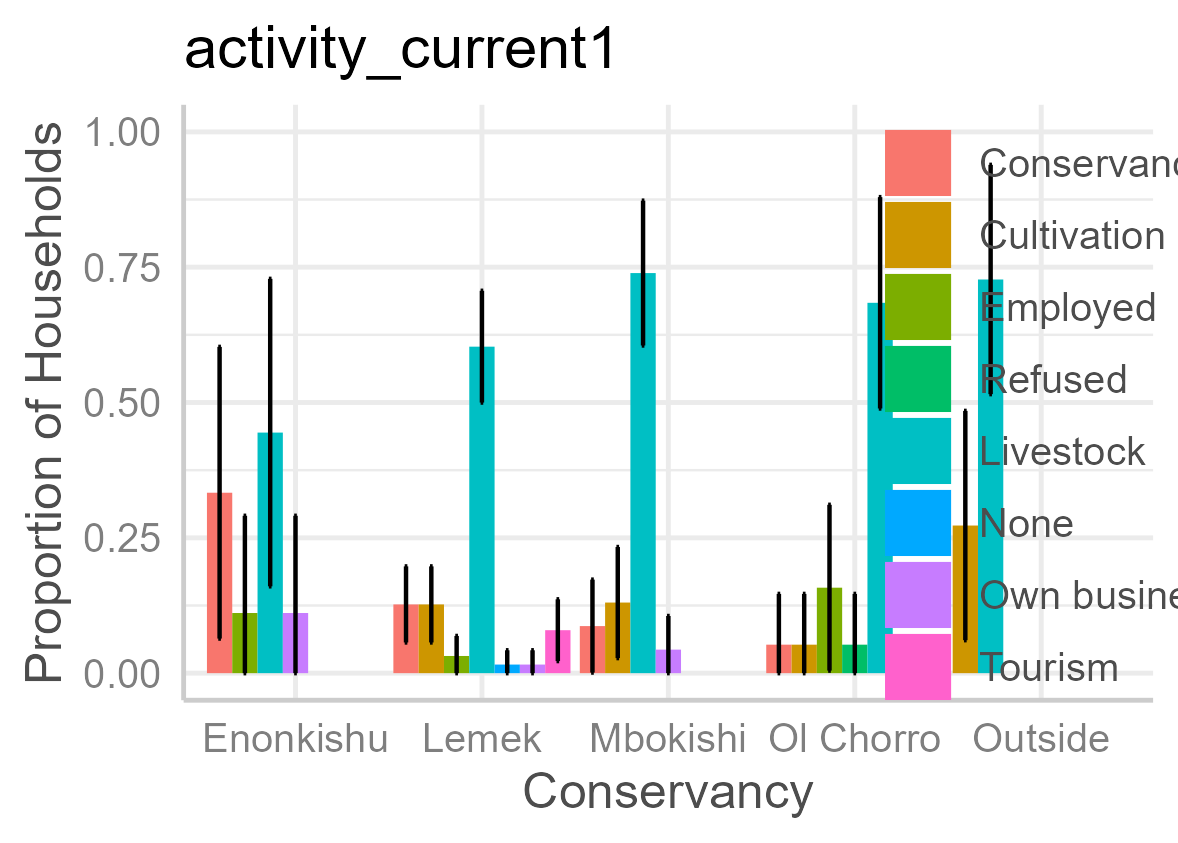 activity_current1
Proportion of Households
1.00
0.75
0.50
0.25
0.00
Conservanc
Cultivation
Employed
Refused
Livestock
None
Own busine
Tourism
Enonkishu Lemek Mbokishi Ol Chorro Outside
Conservancy